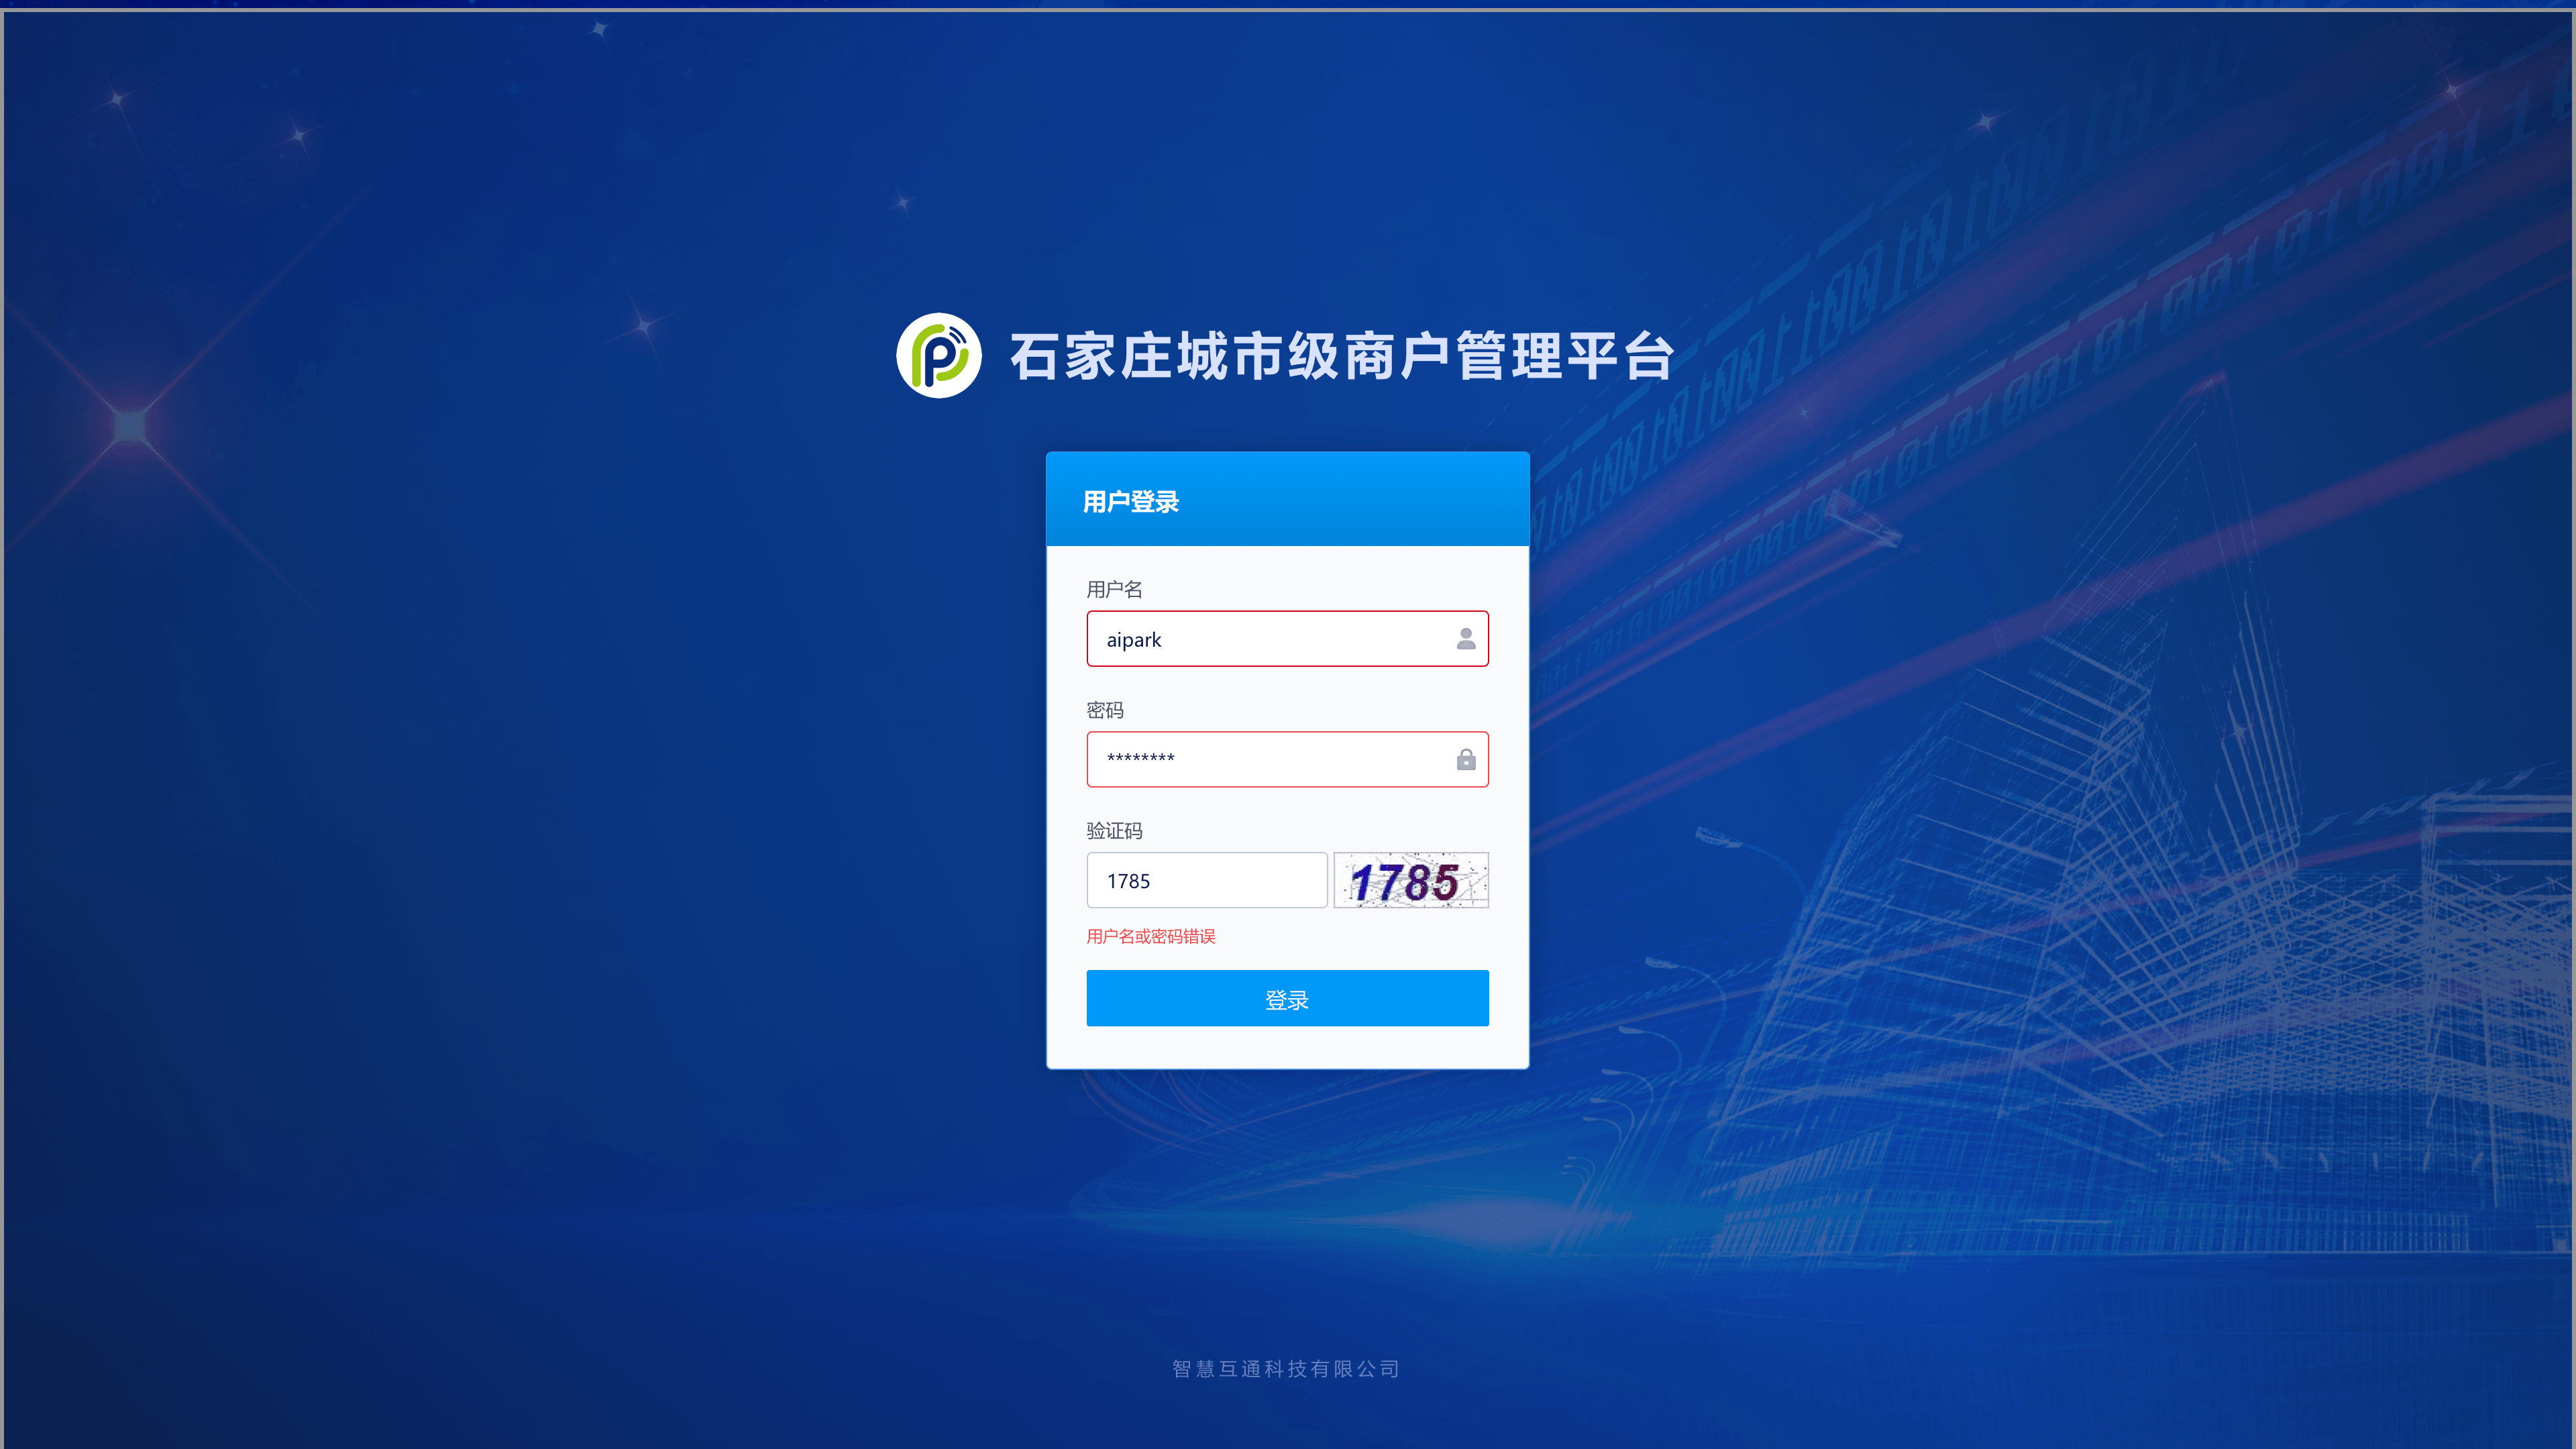 石家庄城市级商户管理平台
用户登录
用户名
aipark
密码
********
验证码
1785
1785
用户名或密码错误
登录
智慧互通科技有限公司